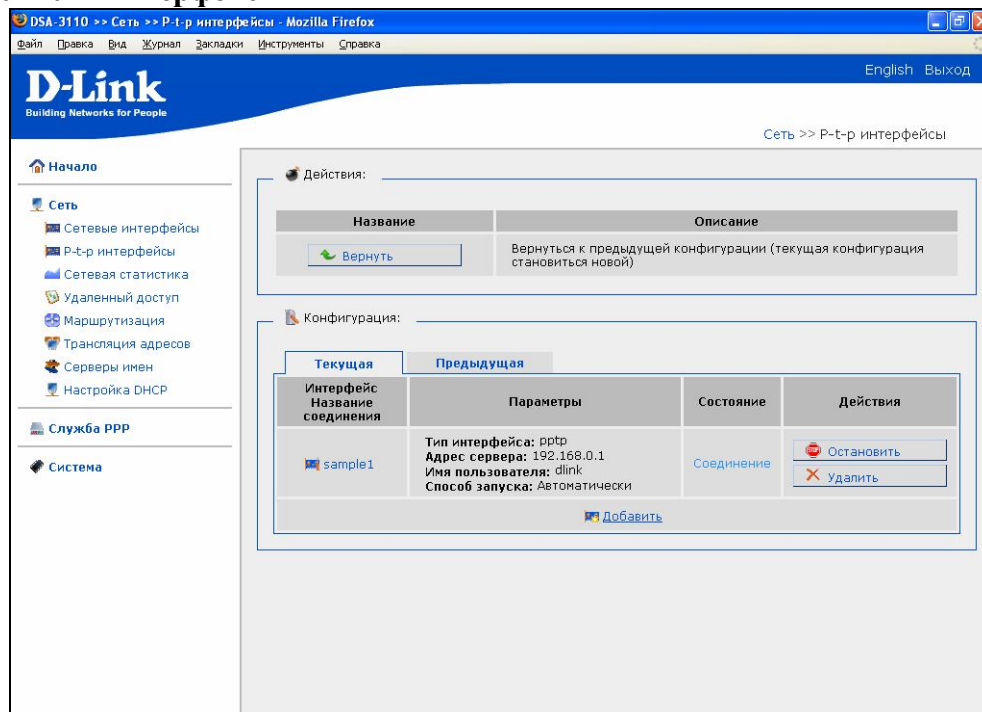 DSA-3110 >> Сеть >> P-t-p интерфейсы - Mozilla Firefox
Файл Правка Вид Журнал Закладки Инструменты Справка
D-Link
Building Networks for People
English Выход
Сеть >> P-t-p интерфейсы
Начало
Сеть
Сетевые интерфейсы
P-t-p интерфейсы
Сетевая статистика
Удаленный доступ
Маршрутизация
Трансляция адресов
Серверы имен
Настройка DHCP
Служба PPP
Система
Действия:
Название Описание
Вернуть Вернуться к предыдущей конфигурации (текущая конфигурация
становиться новой)
Конфигурация:
Текущая Предыдущая
Интерфейс
Название
соединения
Параметры Состояние Действия
sample1
Тип интерфейса: pptp
Адрес сервера: 192.168.0.1
Имя пользователя: dlink
Способ запуска: Автоматически
Соединение
Остановить
Удалить
Добавить